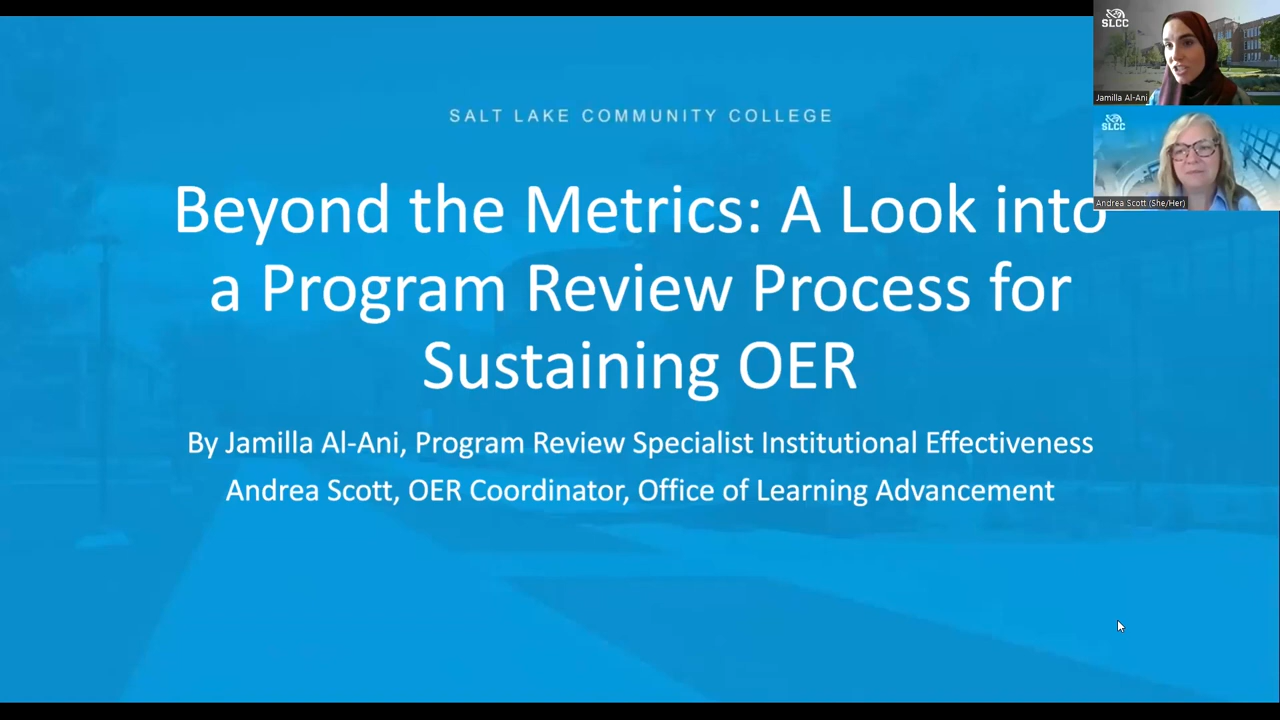 SALT LAKE COMMUNITY COLLEGE
Beyond the Metrics: A Look into
a Program Review Process for
Sustaining OER
By Jamilla Al-Ani, Program Review Specialist Institutional Effectiveness
Andrea Scott, OER Coordinator, Office of Learning Advancement
SLCC
Jamilla Al-Ani
SLCC
Andrea Scott (She/Her)